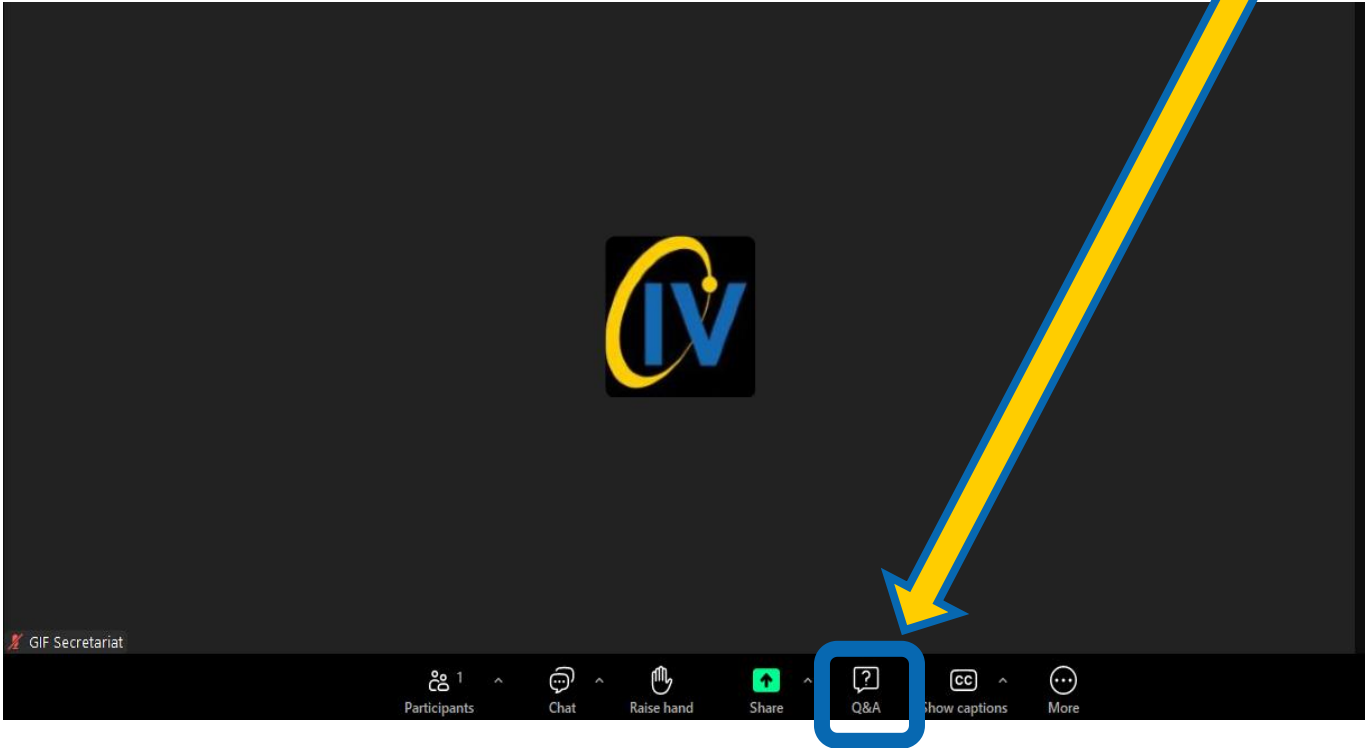 IV
GIF Secretariat
1
Participants
Chat
Raise hand
Share
?
Q&A
CC
Show captions
More